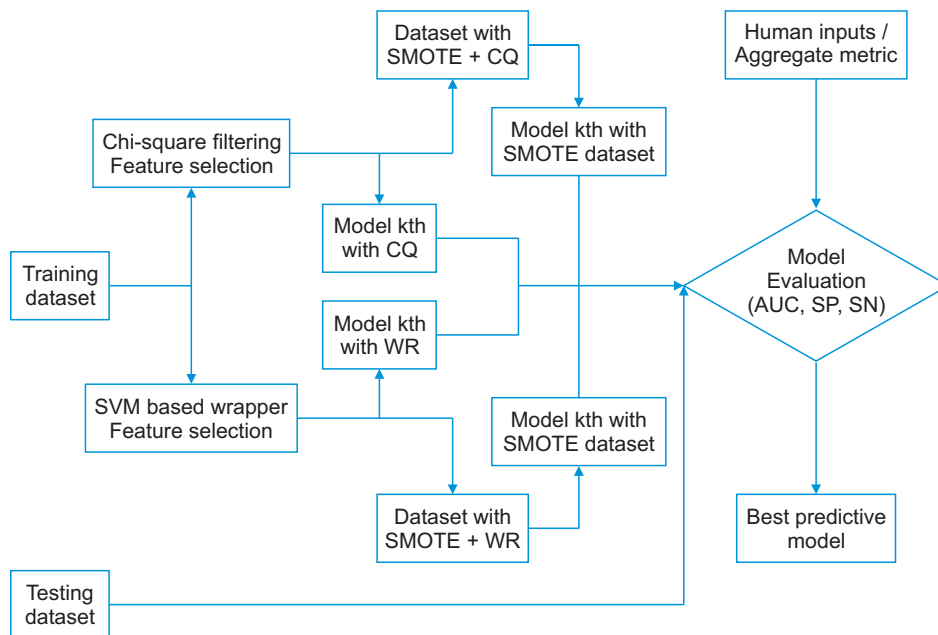 Dataset with
SMOTE + CQ
Human inputs /
Aggregate metric
Chi-square filtering
Feature selection
Model kth with
SMOTE dataset
Model kth
with CQ
Training
dataset
Model
Evaluation
(AUC, SP, SN)
Model kth
with WR
SVM based wrapper
Feature selection
Model kth with
SMOTE dataset
Dataset with
SMOTE + WR
Best predictive
model
Testing
dataset